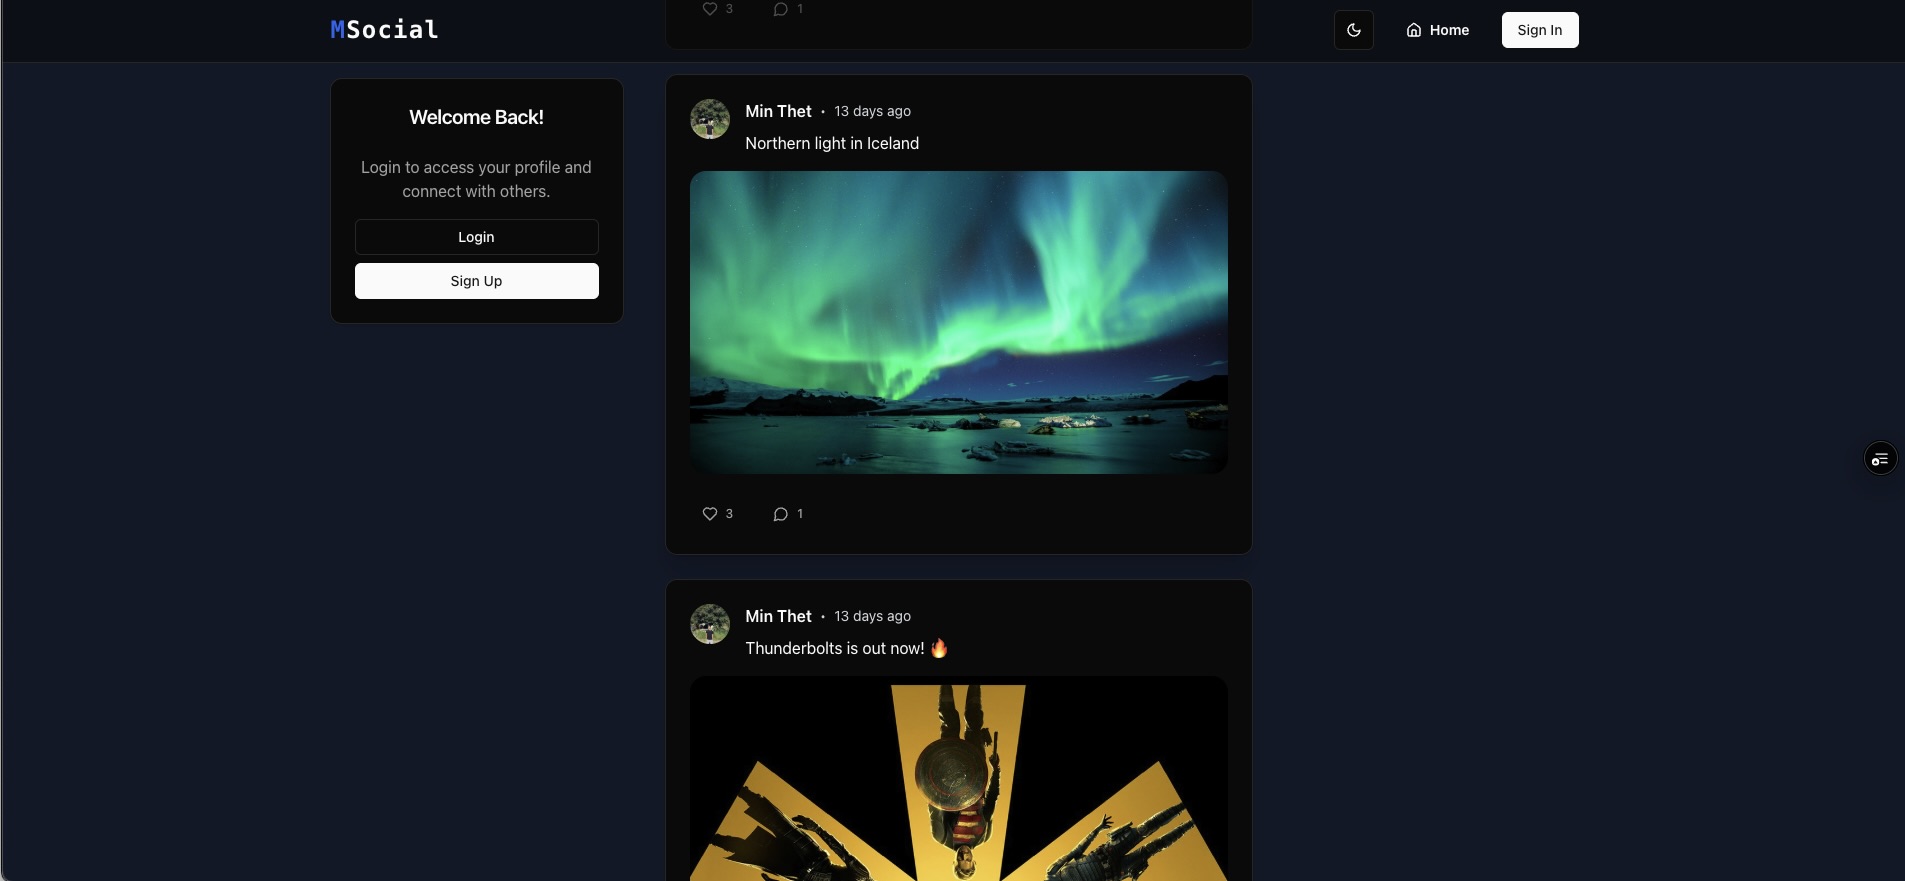 MSocial
Home
Sign In
3
1
Welcome Back!
Login to access your profile and
connect with others.
Login
Sign Up
Min Thet • 13 days ago
Northern light in Iceland
3
1
Min Thet • 13 days ago
Thunderbolts is out now! 🔥